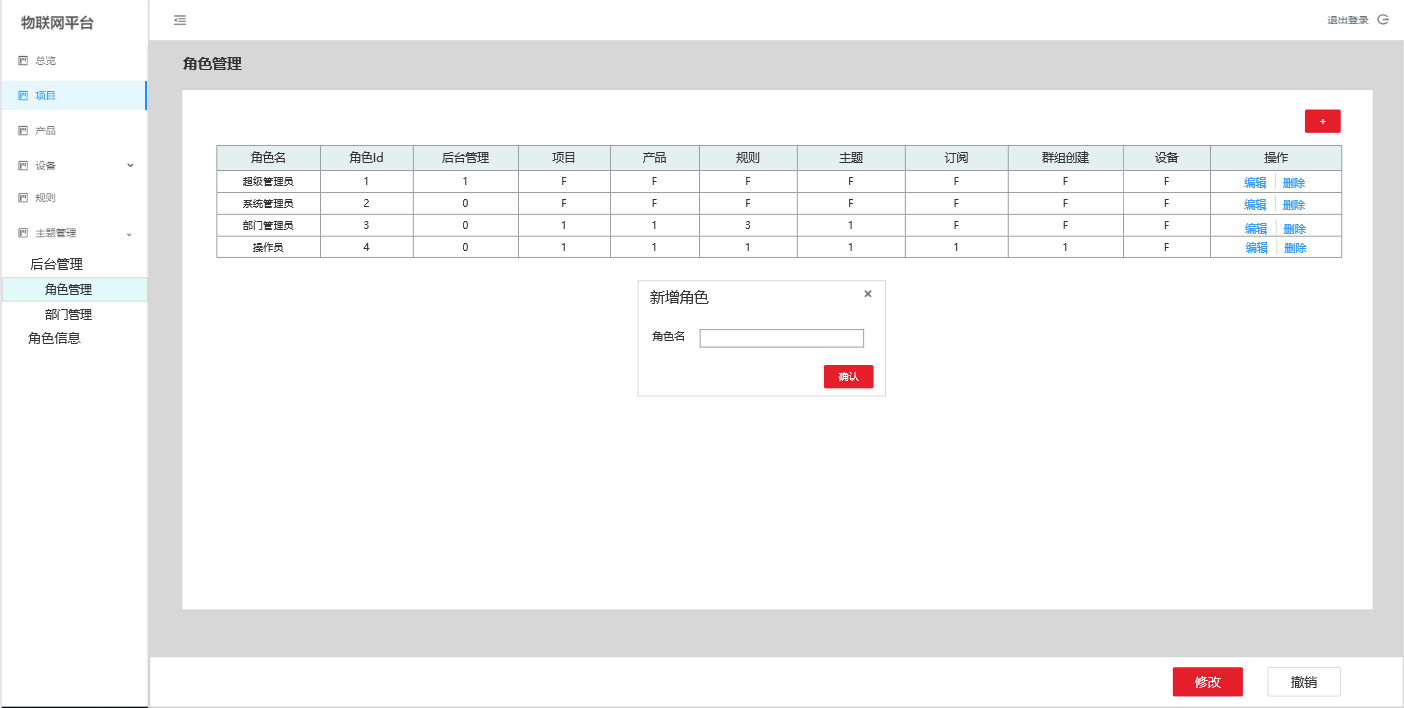 物联网平台
退出登录
总览
项目
产品
设备
规则
主题管理
后台管理
角色管理
部门管理
角色信息
角色管理
+
角色名 角色Id 后台管理 项目 产品 规则 主题 订阅 群组创建 设备 操作
超级管理员 1 1 F F F F F F F 编辑 删除
系统管理员 2 0 F F F F F F F 编辑 删除
部门管理员 3 0 1 1 3 1 F F F 编辑 删除
操作员 4 0 1 1 1 1 1 1 F 编辑 删除
新增角色 ×
角色名
确认
修改 撤销